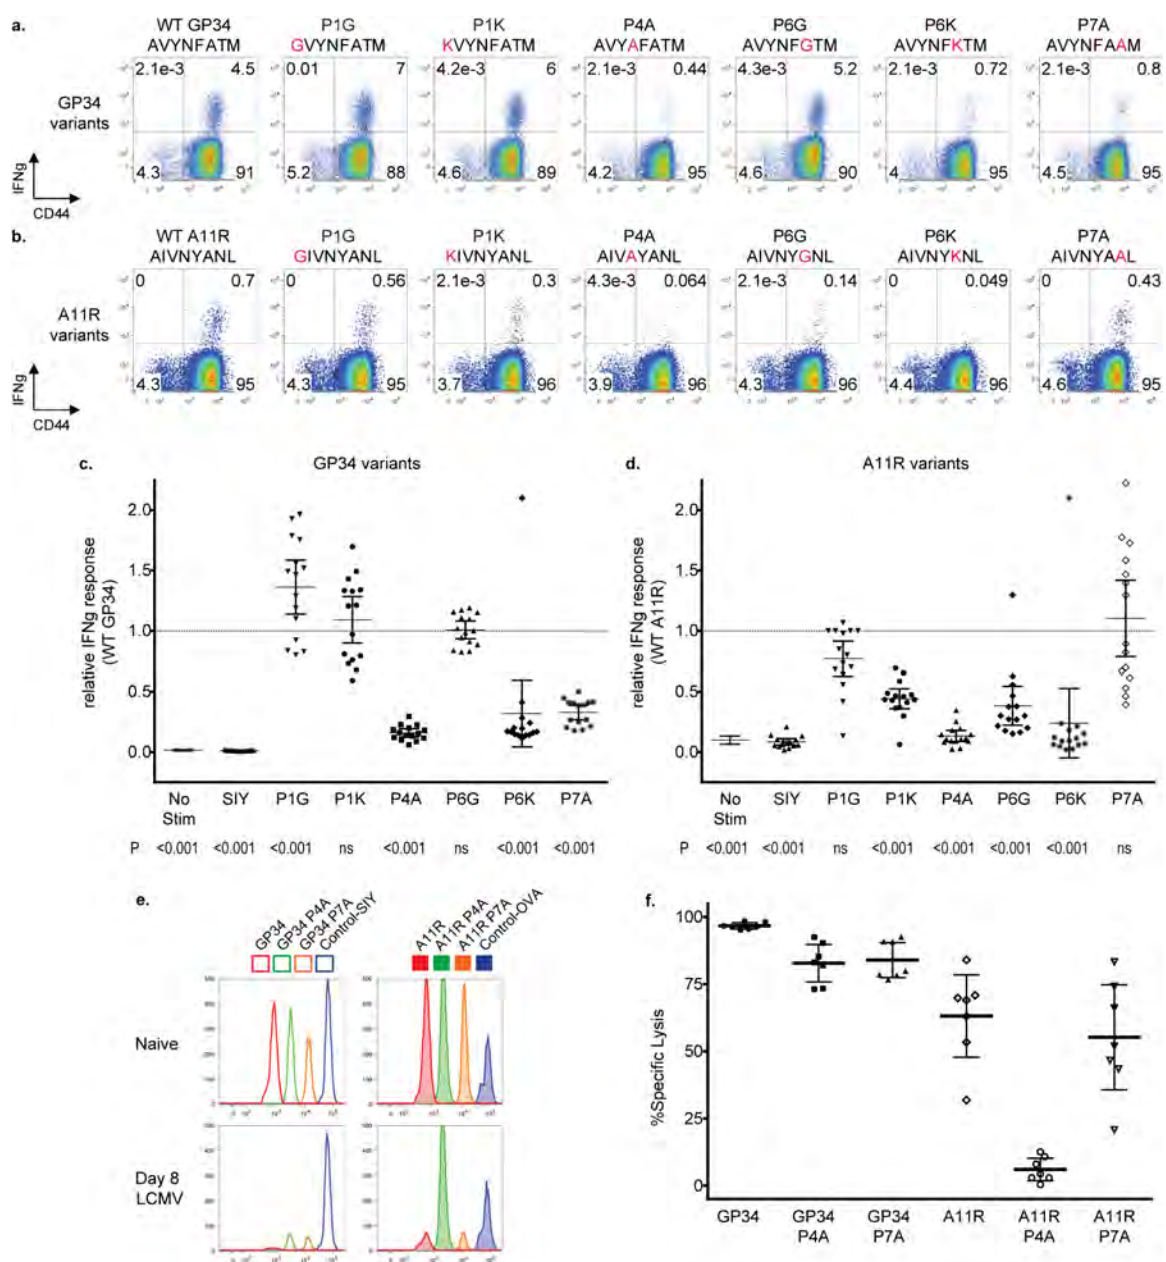 a.
WT GP34 P1G P1K P4A P6G P6K P7A
AVYNFATM GVYNFATM KVYNFATM AVYAFATM AVYNFGTM AVYNFKTM AVYNFAAM
2.1e-3 4.5 0.01 7 4.2e-3 6 2.1e-3 0.44 4.3e-3 5.2 2.1e-3 0.72 2.1e-3 0.8
GP34
variants
4.3 91 5.2 88 4.6 89 4.2 95 4.6 90 4 95 4.5 95
IFNg
CD44
b.
WT A11R P1G P1K P4A P6G P6K P7A
AIVNYANL GIVNYANL KIVNYANL AIVAYANL AIVNYGNL AIVNYKNL AIVNYAAL
0 0.7 0 0.56 2.1e-3 0.3 4.3e-3 0.064 2.1e-3 0.14 0 0.049 0 0.43
A11R
variants
4.3 95 4.3 95 3.7 96 3.9 96 4.3 96 4.4 96 4.6 95
IFNg
CD44
c. GP34 variants
relative IFNg response
(WT GP34)
2.0
1.5
1.0
0.5
0.0
No
Stim SIY P1G P1K P4A P6G P6K P7A
P <0.001 <0.001 <0.001 ns <0.001 ns <0.001 <0.001
d. A11R variants
relative IFNg response
(WT A11R)
2.0
1.5
1.0
0.5
0.0
No
Stim SIY P1G P1K P4A P6G P6K P7A
P <0.001 <0.001 ns <0.001 <0.001 <0.001 <0.001 ns
e.
GP34
GP34 P4A
GP34 P7A
Control-SIY
A11R
A11R P4A
A11R P7A
Control-OVA
Naive
Day 8
LCMV
f.
%Specific Lysis
100
75
50
25
0
GP34 GP34 GP34 A11R A11R A11R
P4A P7A P4A P7A